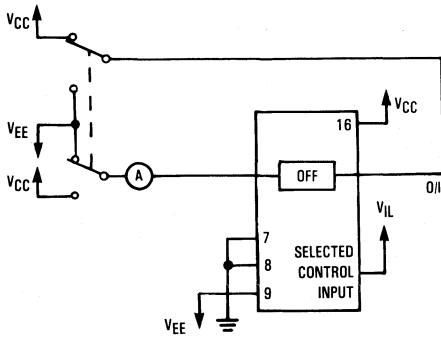 VCC
VEE
VCC
A
16
VCC
OFF
O/I
VIL
7
8
9
SELECTED
CONTROL
INPUT
VEE